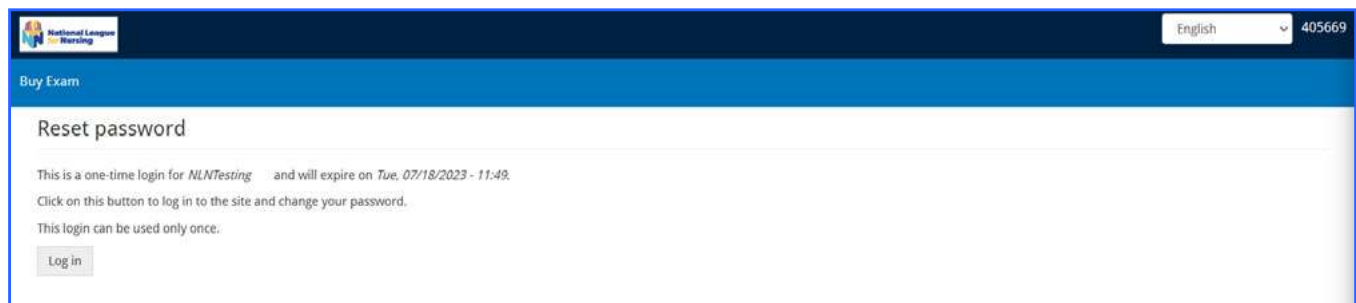 National League
for Nursing
English
405669
Buy Exam
Reset password
This is a one-time login for NLNTesting and will expire on Tue, 07/18/2023 - 11:49.
Click on this button to log in to the site and change your password.
This login can be used only once.
Log in